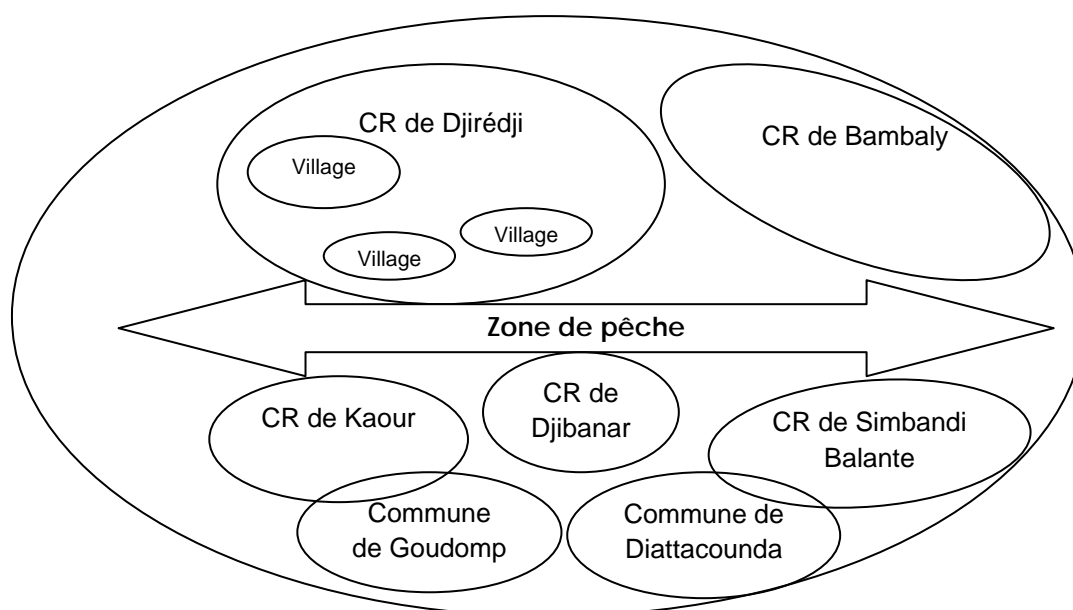 CR de Djirédji
CR de Bambaly
Village
Village
Village
Zone de pêche
CR de Kaour
CR de
Djibanar
CR de Simbandi
Balante
Commune
de Goudomp
Commune de
Diattacounda